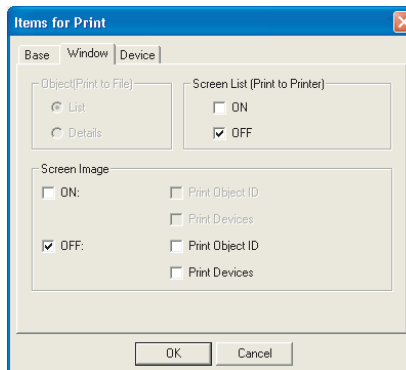 Items for Print
Base Window Device
Object(Print to File)
List
Details
Screen List (Print to Printer)
ON
OFF
Screen Image
ON: Print Object ID
Print Devices
OFF: Print Object ID
Print Devices
OK Cancel